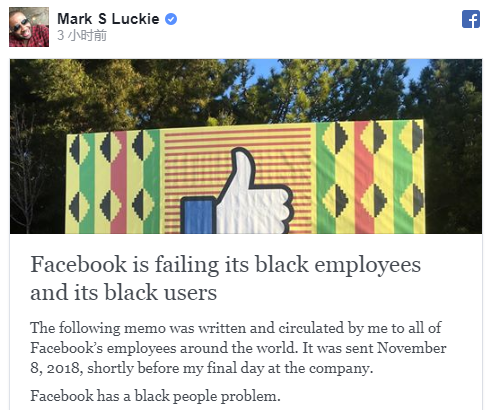 Mark S Luckie
3 小时前
Facebook is failing its black employees
and its black users
The following memo was written and circulated by me to all of
Facebook's employees around the world. It was sent November
8, 2018, shortly before my final day at the company.
Facebook has a black people problem.